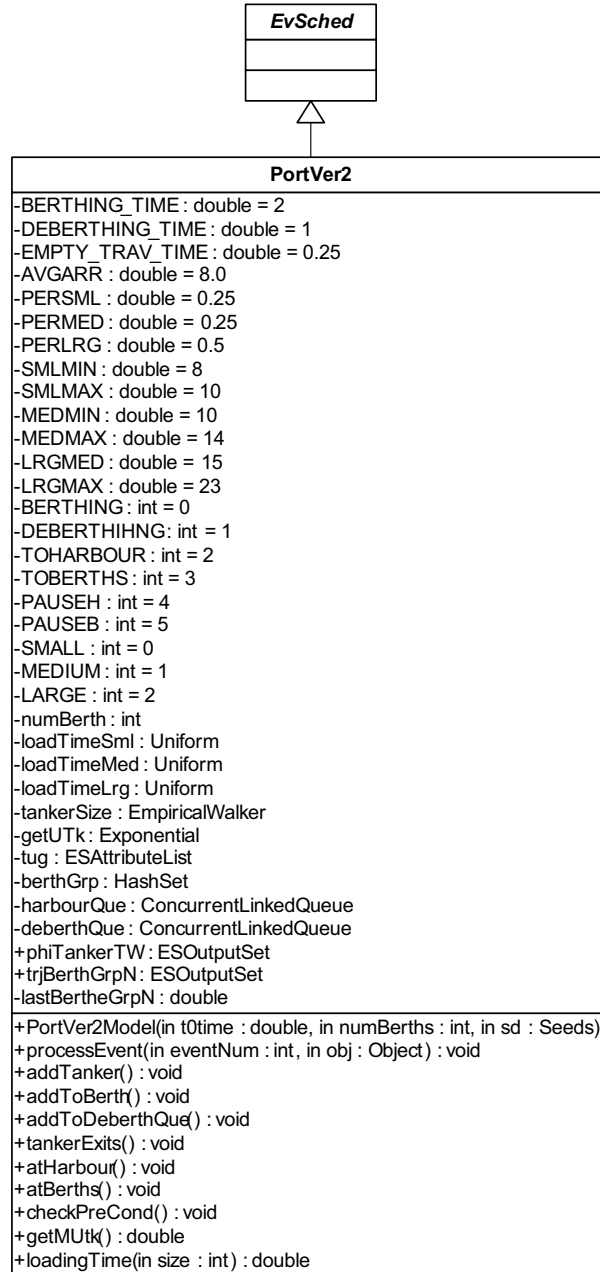 EvSched
PortVer2
-BERTHING_TIME : double = 2
-DEBERTHING_TIME : double = 1
-EMPTY_TRAV_TIME : double = 0.25
-AVGARR : double = 8.0
-PERSML : double = 0.25
-PERMED : double = 0.25
-PERLRG : double = 0.5
-SMLMIN : double = 8
-SMLMAX : double = 10
-MEDMIN : double = 10
-MEDMAX : double = 14
-LRGMED : double = 15
-LRGMAX : double = 23
-BERTHING : int = 0
-DEBERTHIHNG: int = 1
-TOHARBOUR : int = 2
-TOBERTHS : int = 3
-PAUSEH : int = 4
-PAUSEB : int = 5
-SMALL : int = 0
-MEDIUM : int = 1
-LARGE : int = 2
-numBerth : int
-loadTimeSml : Uniform
-loadTimeMed : Uniform
-loadTimeLrg : Uniform
-tankerSize : EmpiricalWalker
-getUTk : Exponential
-tug : ESAttributeList
-berthGrp : HashSet
-harbourQue : ConcurrentLinkedQueue
-deberthQue : ConcurrentLinkedQueue
+phiTankerTW : ESOutputSet
+trjBerthGrpN : ESOutputSet
-lastBertheGrpN : double
+PortVer2Model(in t0time : double, in numBerths : int, in sd : Seeds)
+processEvent(in eventNum : int, in obj : Object) : void
+addTanker() : void
+addToBerth() : void
+addToDeberthQue() : void
+tankerExits() : void
+atHarbour() : void
+atBerths() : void
+checkPreCond() : void
+getMUtk() : double
+loadingTime(in size : int) : double